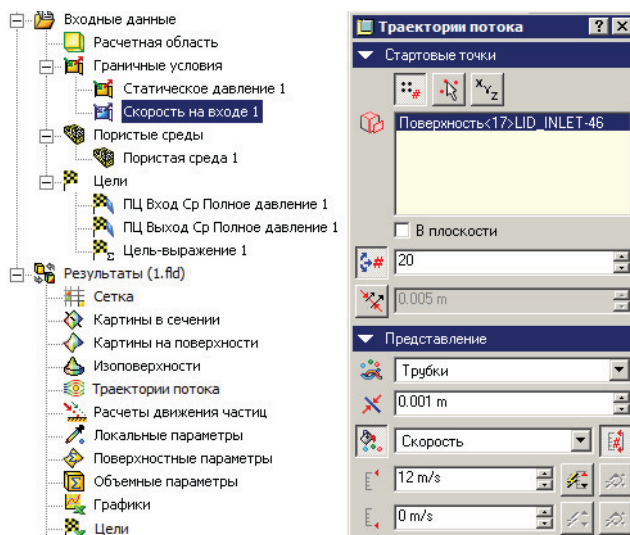 Входные данные
Расчетная область
Граничные условия
Статическое давление 1
Скорость на входе 1
Пористые среды
Пористая среда 1
Цели
ПЦ Вход Ср Полное давление 1
ПЦ Выход Ср Полное давление 1
Цель-выражение 1
Результаты (1.fld)
Сетка
Картины в сечении
Картины на поверхности
Изоповерхности
Траектории потока
Расчеты движения частиц
Локальные параметры
Поверхностные параметры
Объемные параметры
Графики
Цели
Траектории потока ? X
Стартовые точки
X Y Z
Поверхность<17>LID_INLET-46
В плоскости
20
0.005 m
Представление
Трубки
0.001 m
Скорость
12 m/s
0 m/s